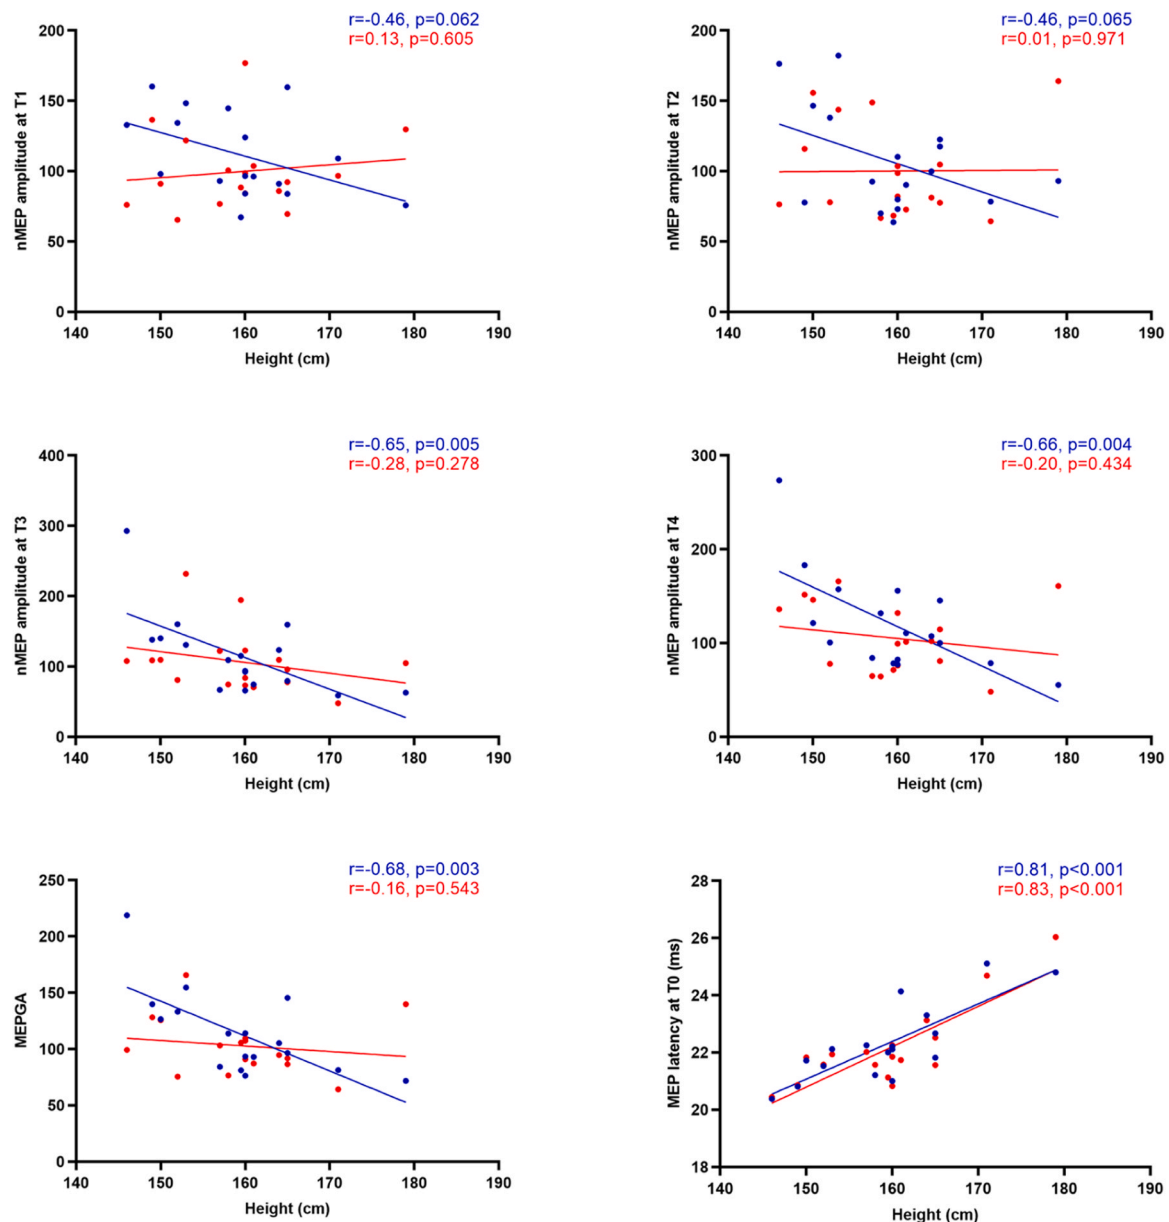 r=-0.46, p=0.062
r=0.13, p=0.605
200
150
100
50
0
140 150 160 170 180 190
nMEP amplitude at T1
Height (cm)
r=-0.46, p=0.065
r=0.01, p=0.971
200
150
100
50
0
140 150 160 170 180 190
nMEP amplitude at T2
Height (cm)
r=-0.65, p=0.005
r=-0.28, p=0.278
400
300
200
100
0
140 150 160 170 180 190
nMEP amplitude at T3
Height (cm)
r=-0.66, p=0.004
r=-0.20, p=0.434
300
200
100
0
140 150 160 170 180 190
nMEP amplitude at T4
Height (cm)
r=-0.68, p=0.003
r=-0.16, p=0.543
250
200
150
100
50
0
140 150 160 170 180 190
MEPGA
Height (cm)
r=0.81, p<0.001
r=0.83, p<0.001
28
26
24
22
20
18
140 150 160 170 180 190
MEP latency at T0 (ms)
Height (cm)